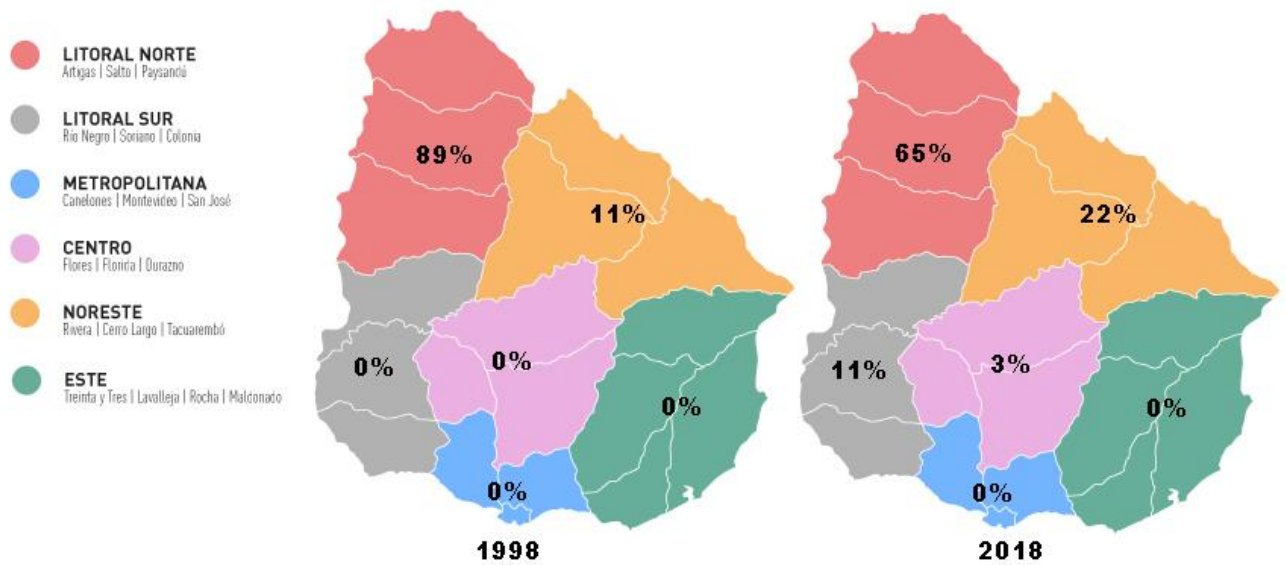 LITORAL NORTE
Artigas | Salto | Paysandú
LITORAL SUR
Río Negro | Soriano | Colonia
METROPOLITANA
Canelones | Montevideo | San José
CENTRO
Flores | Florida | Durazno
NORESTE
Rivera | Cerro Largo | Tacuarembó
ESTE
Treinta y Tres | Lavalleja | Rocha | Maldonado
89%
11%
0%
0%
0%
0%
1998
65%
22%
11%
3%
0%
0%
2018